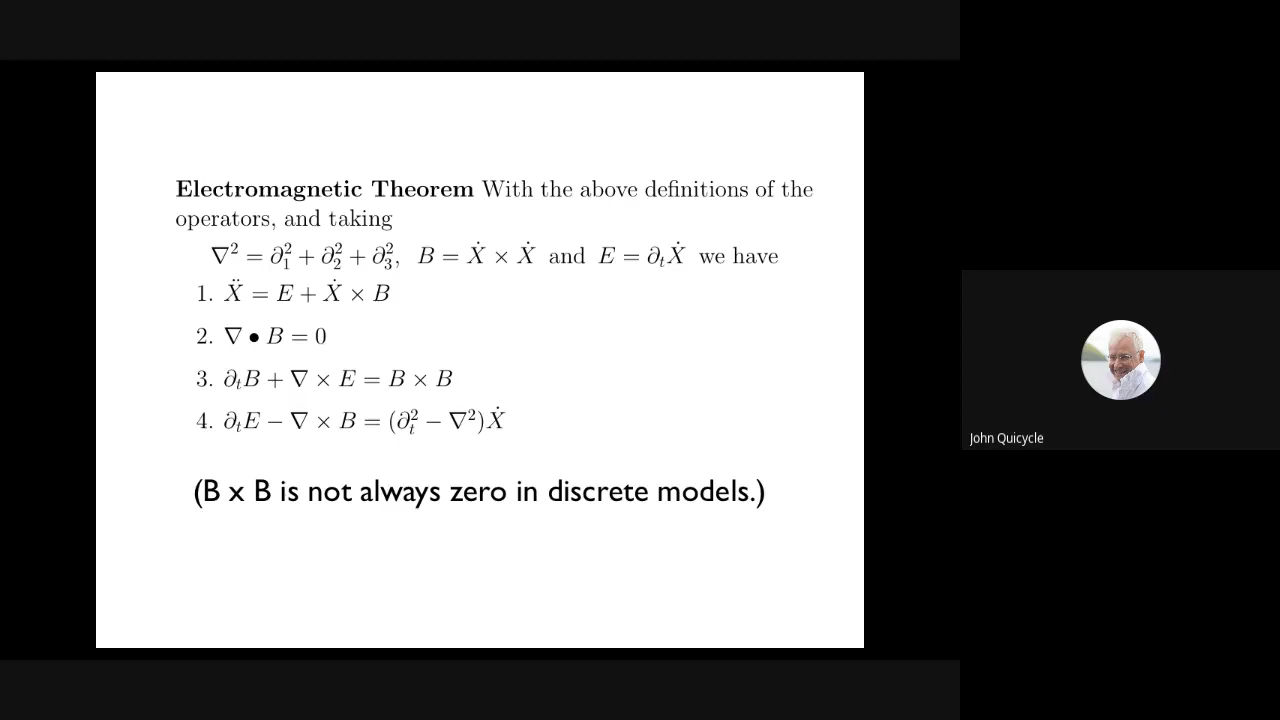 Electromagnetic Theorem With the above definitions of the
operators, and taking
∇² = ∂₁² + ∂₂² + ∂₃², B = Ẋ × Ẋ and E = ∂ₜẊ we have
1. Ẍ = E + Ẋ × B
2. ∇ • B = 0
3. ∂ₜB + ∇ × E = B × B
4. ∂ₜE − ∇ × B = (∂ₜ² − ∇²)Ẋ
(B x B is not always zero in discrete models.)
John Quicycle